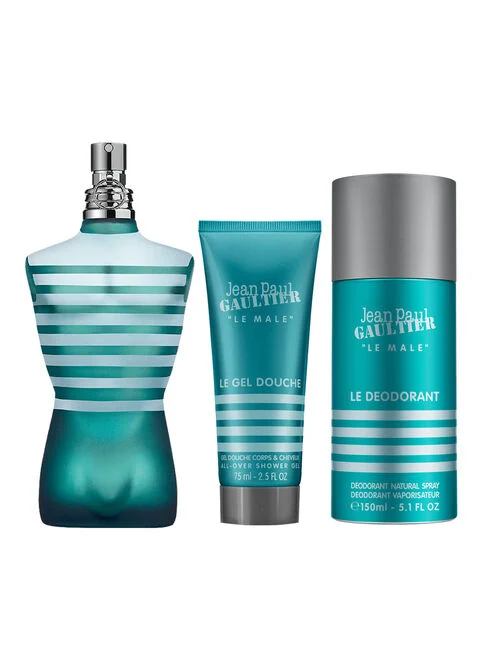 Jean Paul
GAULTIER
"LE MALE"
LE GEL DOUCHE
GEL DOUCHE CORPS & CHEVEUX
ALL-OVER SHOWER GEL
75 ml - 2.5 FL OZ
Jean Paul
GAULTIER
"LE MALE"
LE DEODORANT
DEODORANT NATURAL SPRAY
DEODORANT VAPORISATEUR
℮150ml - 5.1 FL OZ